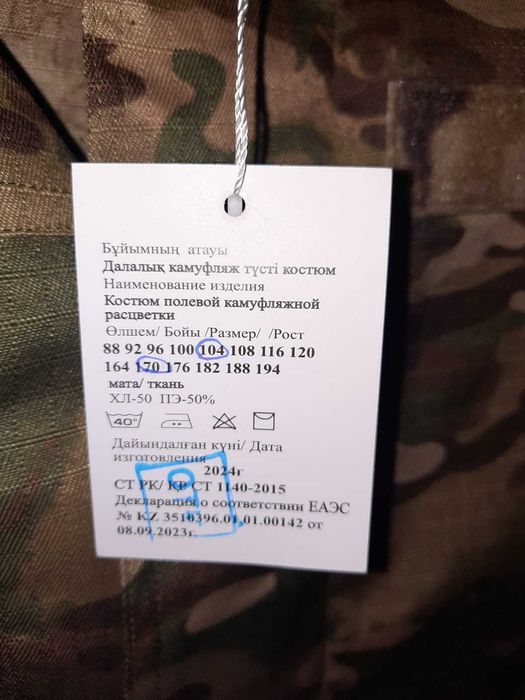 Бұйымның атауы
Далалық камуфляж түсті костюм
Наименование изделия
Костюм полевой камуфляжной
расцветки
Өлшем/ Бойы /Размер/ /Рост
88 92 96 100 104 108 116 120
164 170 176 182 188 194
мата/ ткань
ХЛ-50 ПЭ-50%
40°
Дайындалған күні/ Дата
изготовления
2024г
СТ РК/ КР СТ 1140-2015
Декларация о соответствии ЕАЭС
№ KZ 3510396.01.01.00142 от
08.09.2023г.